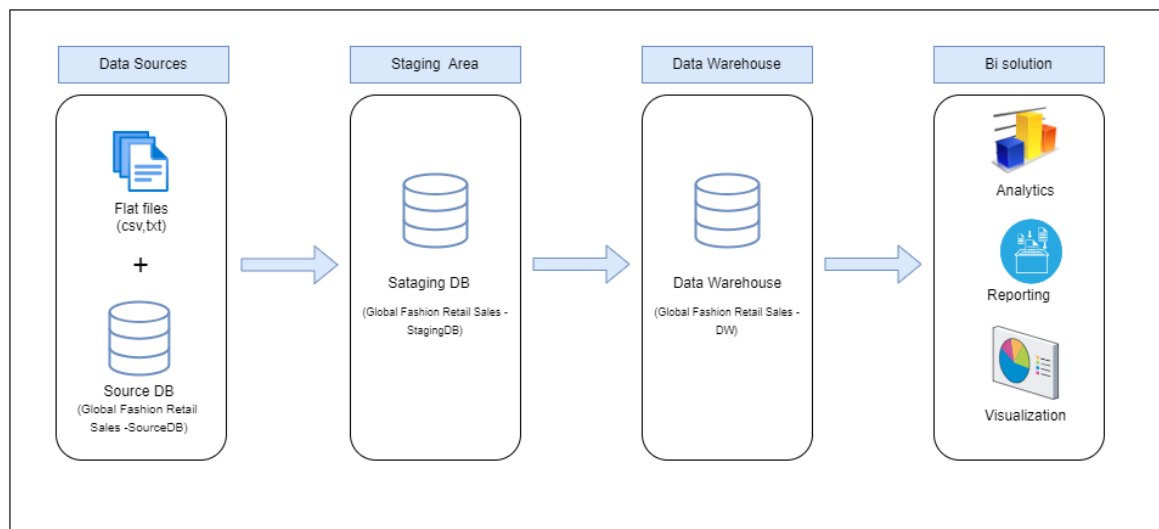 Data Sources
Staging Area
Data Warehouse
Bi solution
Flat files
(csv,txt)
+
Source DB
(Global Fashion Retail
Sales -SourceDB)
Sataging DB
(Global Fashion Retail Sales -
StagingDB)
Data Warehouse
(Global Fashion Retail Sales -
DW)
Analytics
Reporting
Visualization